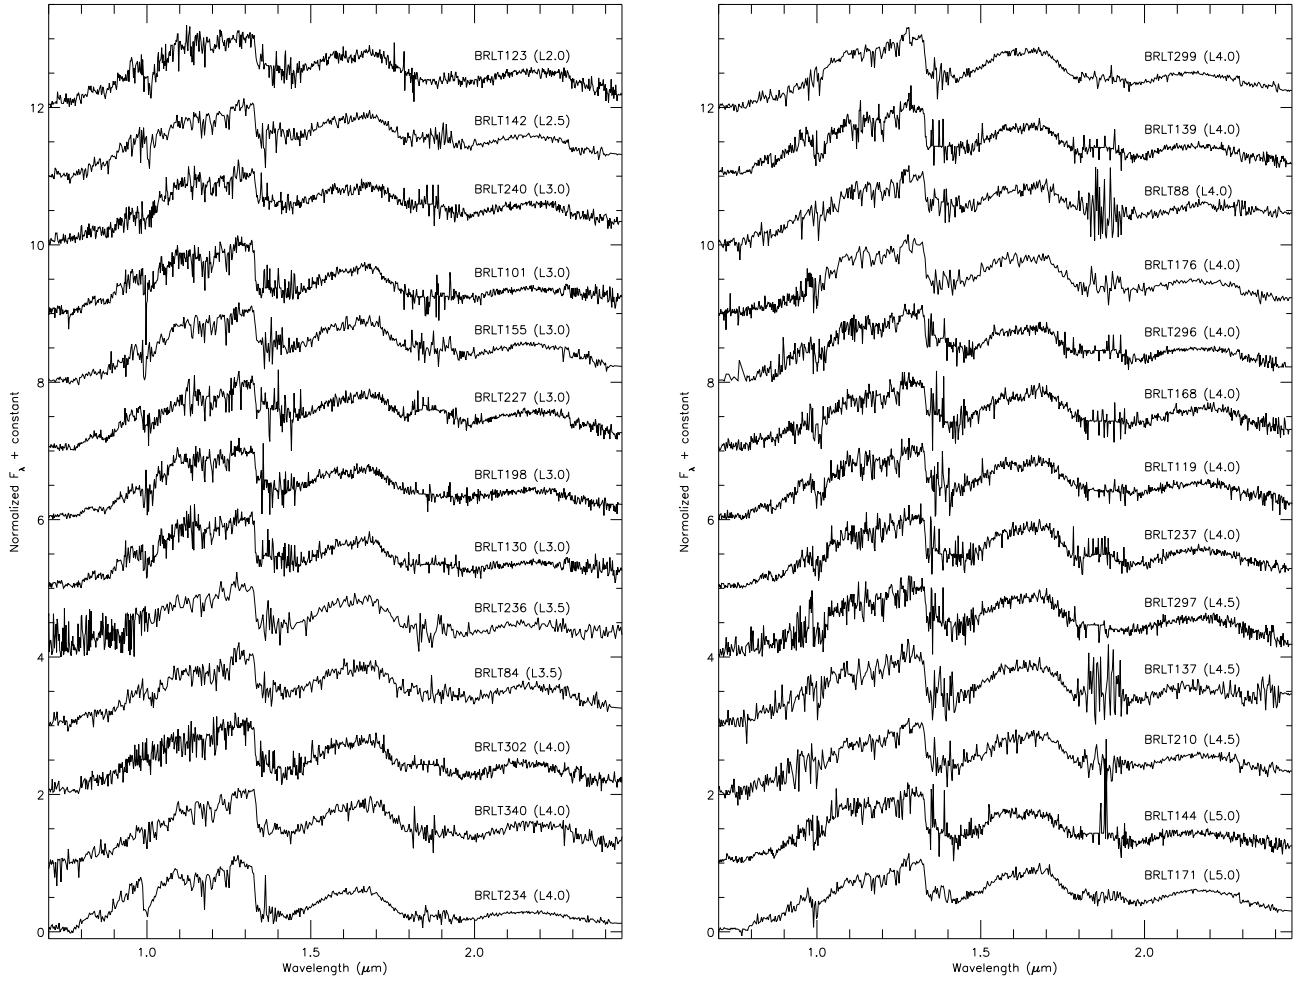 BRLT123 (L2.0)
BRLT142 (L2.5)
BRLT240 (L3.0)
BRLT101 (L3.0)
BRLT155 (L3.0)
BRLT227 (L3.0)
BRLT198 (L3.0)
BRLT130 (L3.0)
BRLT236 (L3.5)
BRLT84 (L3.5)
BRLT302 (L4.0)
BRLT340 (L4.0)
BRLT234 (L4.0)
12
10
8
6
4
2
0
1.0 1.5 2.0
Wavelength (μm)
Normalized Fλ + constant
BRLT299 (L4.0)
BRLT139 (L4.0)
BRLT88 (L4.0)
BRLT176 (L4.0)
BRLT296 (L4.0)
BRLT168 (L4.0)
BRLT119 (L4.0)
BRLT237 (L4.0)
BRLT297 (L4.5)
BRLT137 (L4.5)
BRLT210 (L4.5)
BRLT144 (L5.0)
BRLT171 (L5.0)
12
10
8
6
4
2
0
1.0 1.5 2.0
Wavelength (μm)
Normalized Fλ + constant